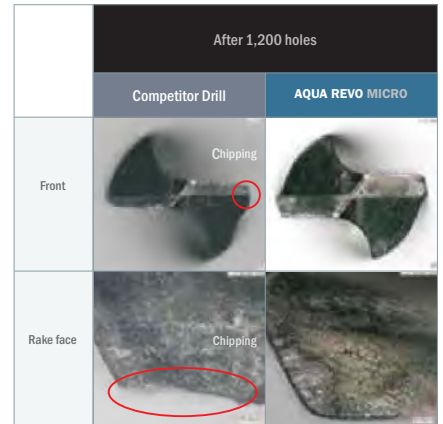 After 1,200 holes
Competitor Drill
AQUA REVO MICRO
Front
Chipping
Rake face
Chipping